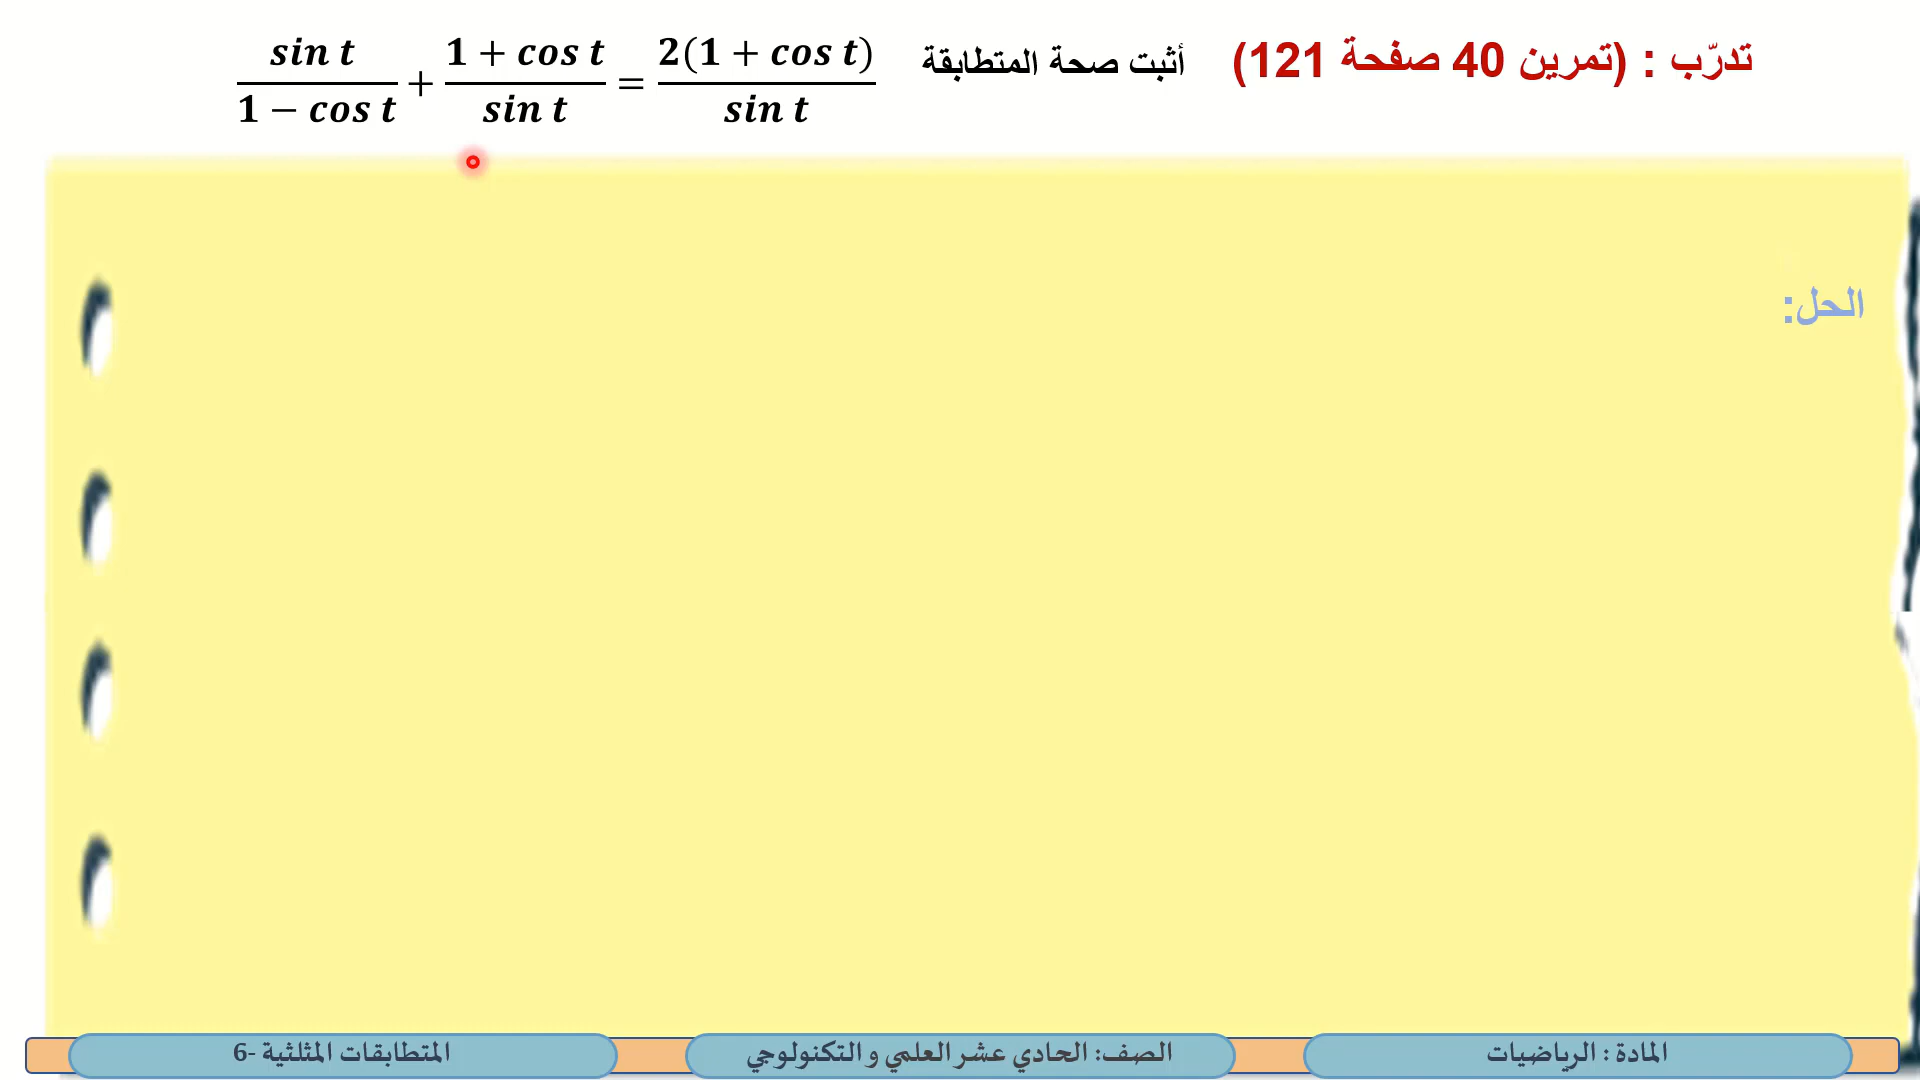 تدرّب : (تمرين 40 صفحة 121) أثبت صحة المتطابقة
sin t / (1 − cos t) + (1 + cos t) / sin t = 2(1 + cos t) / sin t
الحل:
المادة : الرياضيات
الصف: الحادي عشر العلمي و التكنولوجي
المتطابقات المثلثية -6